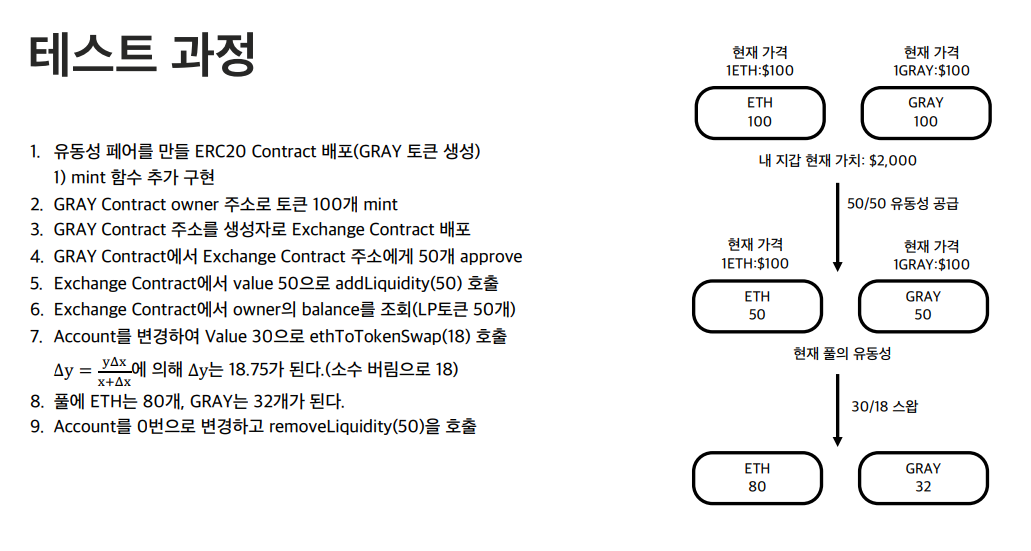 테스트 과정
1. 유동성 페어를 만들 ERC20 Contract 배포(GRAY 토큰 생성)
1) mint 함수 추가 구현
2. GRAY Contract owner 주소로 토큰 100개 mint
3. GRAY Contract 주소를 생성자로 Exchange Contract 배포
4. GRAY Contract에서 Exchange Contract 주소에게 50개 approve
5. Exchange Contract에서 value 50으로 addLiquidity(50) 호출
6. Exchange Contract에서 owner의 balance를 조회(LP토큰 50개)
7. Account를 변경하여 Value 30으로 ethToTokenSwap(18) 호출
Δy = yΔx/x+Δx에 의해 Δy는 18.75가 된다.(소수 버림으로 18)
8. 풀에 ETH는 80개, GRAY는 32개가 된다.
9. Account를 0번으로 변경하고 removeLiquidity(50)을 호출
현재 가격
1ETH:$100
현재 가격
1GRAY:$100
ETH
100
GRAY
100
내 지갑 현재 가치: $2,000
50/50 유동성 공급
현재 가격
1ETH:$100
현재 가격
1GRAY:$100
ETH
50
GRAY
50
현재 풀의 유동성
30/18 스왑
ETH
80
GRAY
32